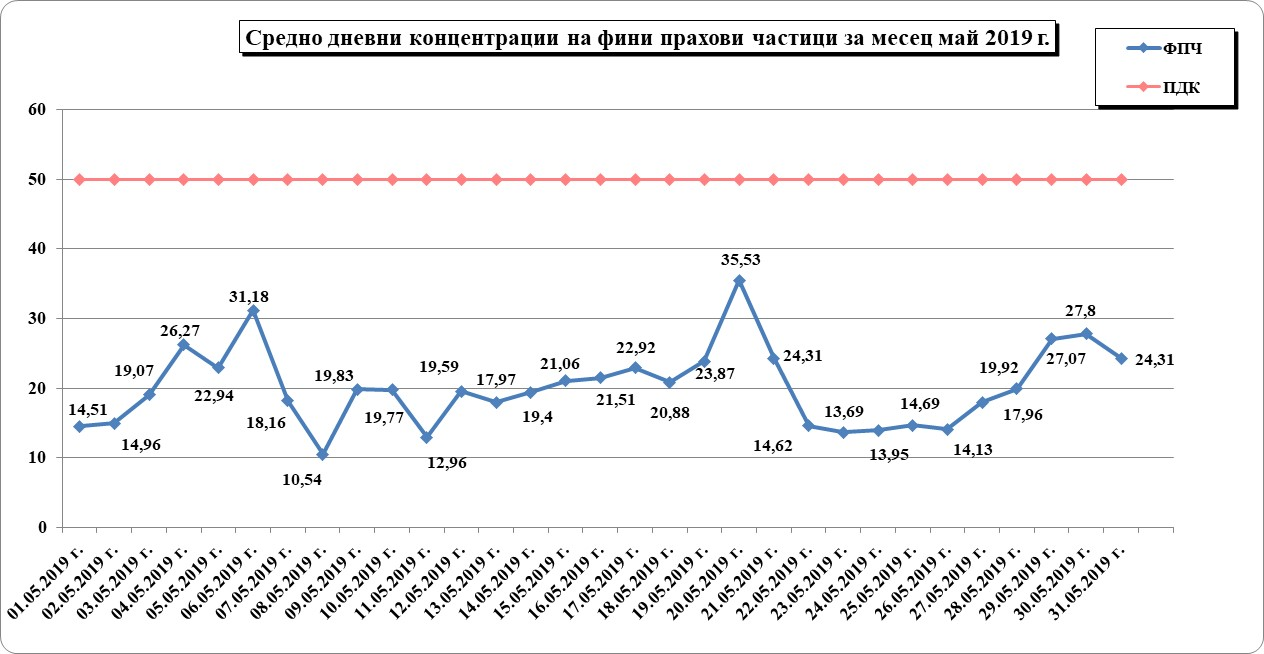 Средно дневни концентрации на фини прахови частици за месец май 2019 г.
ФПЧ
ПДК
60
50
40
30
20
10
0
14,51
14,96
19,07
26,27
22,94
31,18
18,16
10,54
19,83
19,77
12,96
19,59
17,97
19,4
21,06
21,51
22,92
20,88
23,87
35,53
24,31
14,62
13,69
13,95
14,69
14,13
17,96
19,92
27,07
27,8
24,31
01.05.2019 г.
02.05.2019 г.
03.05.2019 г.
04.05.2019 г.
05.05.2019 г.
06.05.2019 г.
07.05.2019 г.
08.05.2019 г.
09.05.2019 г.
10.05.2019 г.
11.05.2019 г.
12.05.2019 г.
13.05.2019 г.
14.05.2019 г.
15.05.2019 г.
16.05.2019 г.
17.05.2019 г.
18.05.2019 г.
19.05.2019 г.
20.05.2019 г.
21.05.2019 г.
22.05.2019 г.
23.05.2019 г.
24.05.2019 г.
25.05.2019 г.
26.05.2019 г.
27.05.2019 г.
28.05.2019 г.
29.05.2019 г.
30.05.2019 г.
31.05.2019 г.